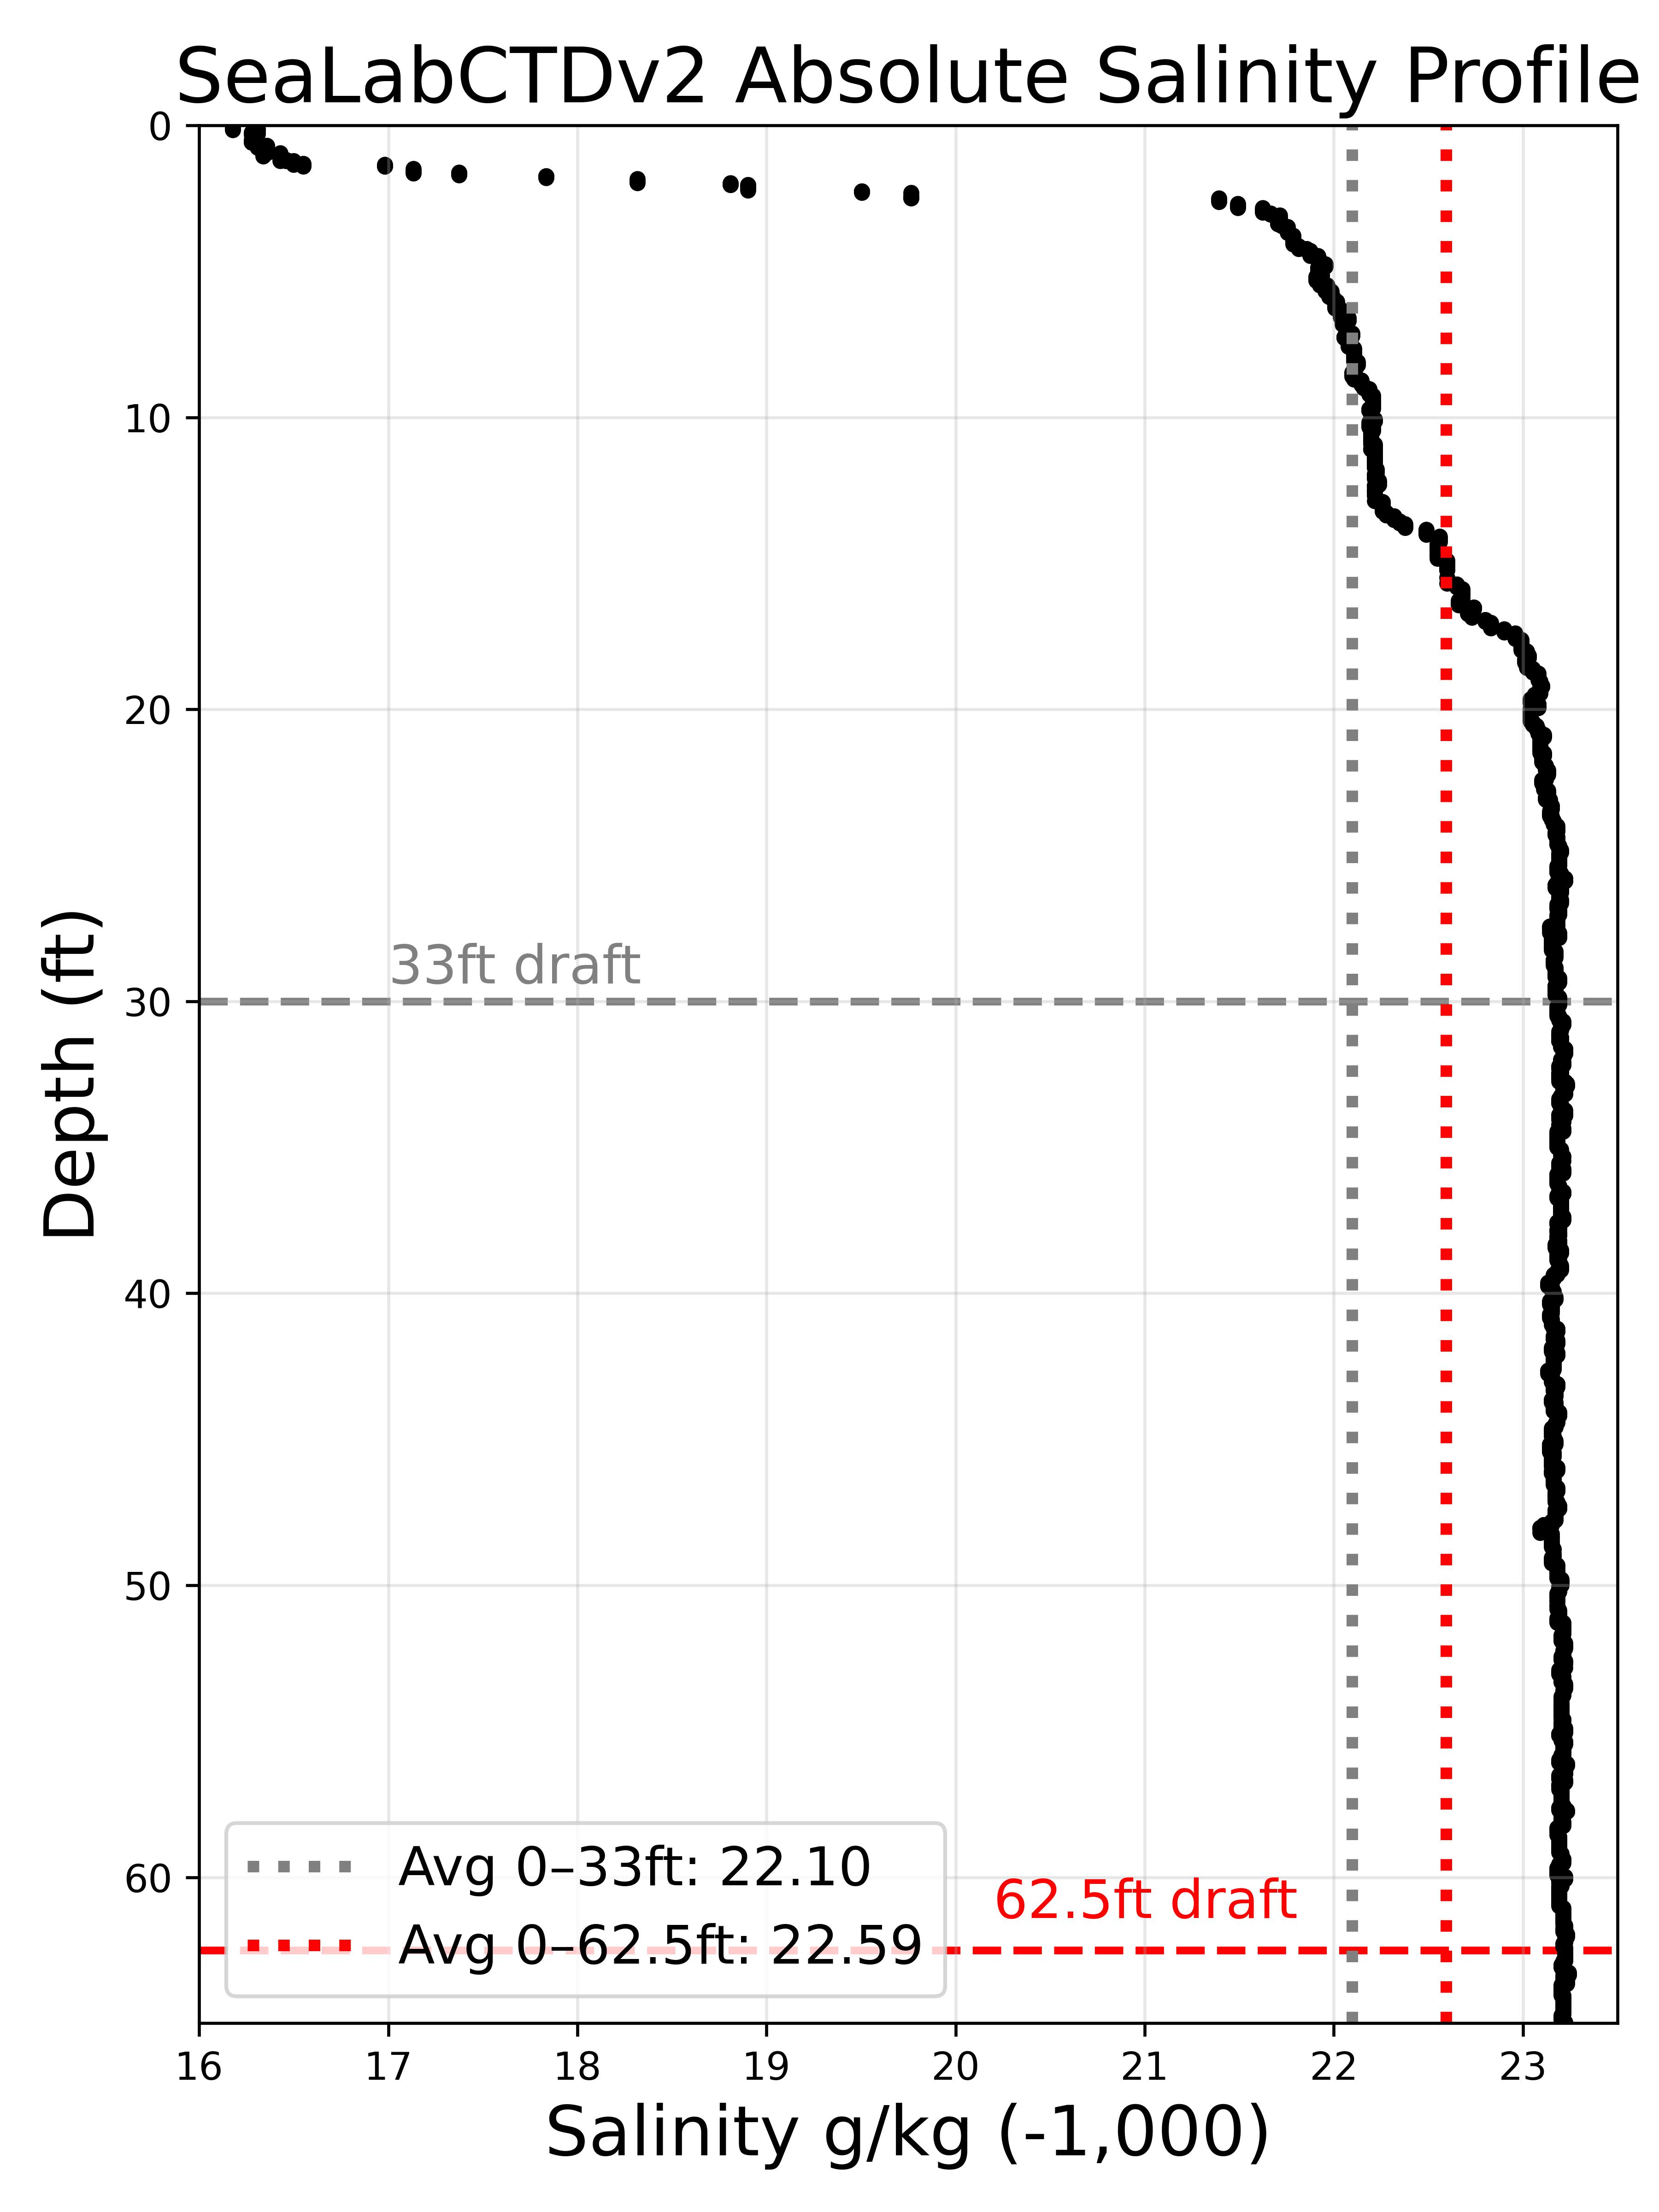 SeaLabCTDv2 Absolute Salinity Profile
0
10
20
30
40
50
60
Depth (ft)
33ft draft
62.5ft draft
Avg 0–33ft: 22.10
Avg 0–62.5ft: 22.59
16 17 18 19 20 21 22 23
Salinity g/kg (-1,000)